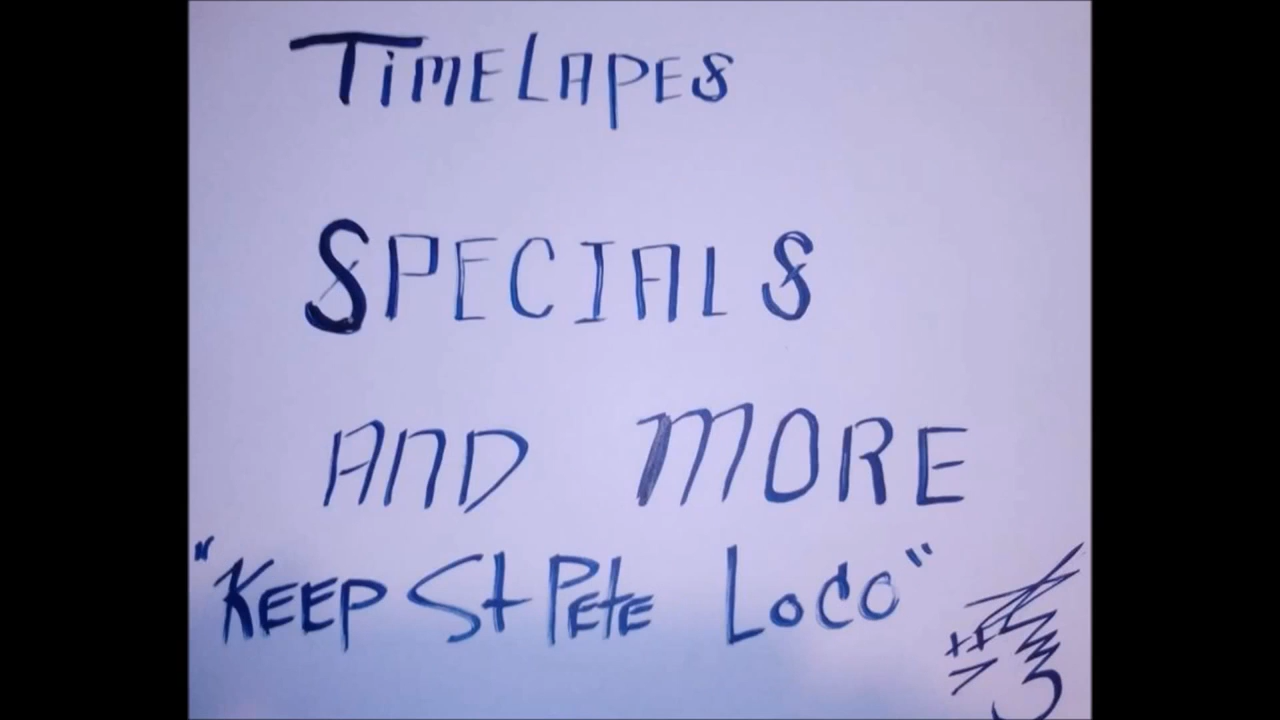 TIMELAPES
SPECIALS
AND MORE
"KEEP St PEtE LOCO"